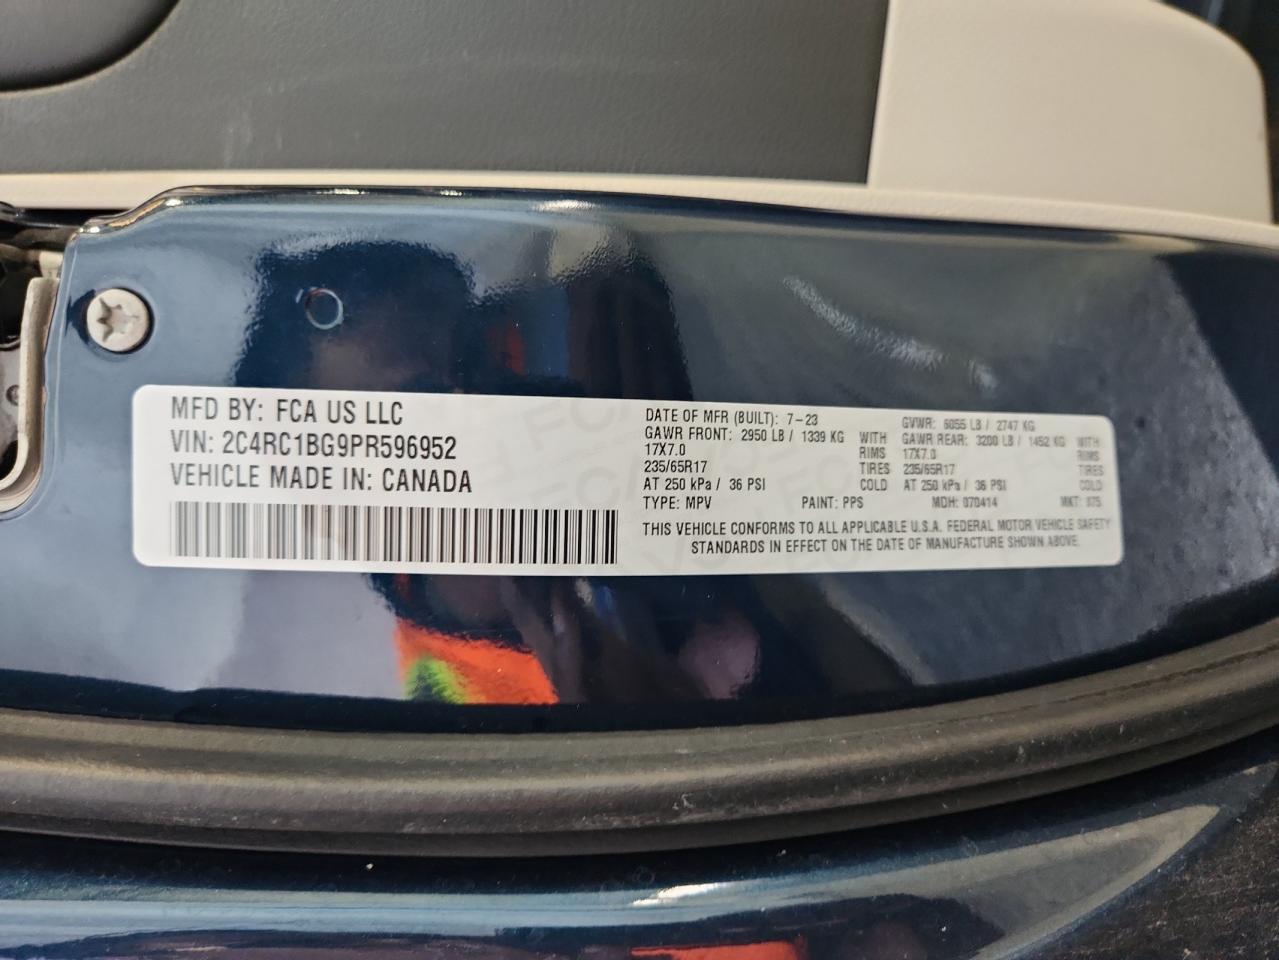 MFD BY: FCA US LLC
VIN: 2C4RC1BG9PR596952
VEHICLE MADE IN: CANADA
DATE OF MFR (BUILT): 7-23 GVWR: 6055 LB / 2747 KG
GAWR FRONT: 2950 LB / 1339 KG WITH GAWR REAR: 3200 LB / 1452 KG WITH
17X7.0 RIMS 17X7.0 RIMS
235/65R17 TIRES 235/65R17 TIRES
AT 250 kPa / 36 PSI COLD AT 250 kPa / 36 PSI COLD
TYPE: MPV PAINT: PPS MDH: 070414 MKT:
THIS VEHICLE CONFORMS TO ALL APPLICABLE U.S.A. FEDERAL MOTOR VEHICLE SAFETY
STANDARDS IN EFFECT ON THE DATE OF MANUFACTURE SHOWN ABOVE.